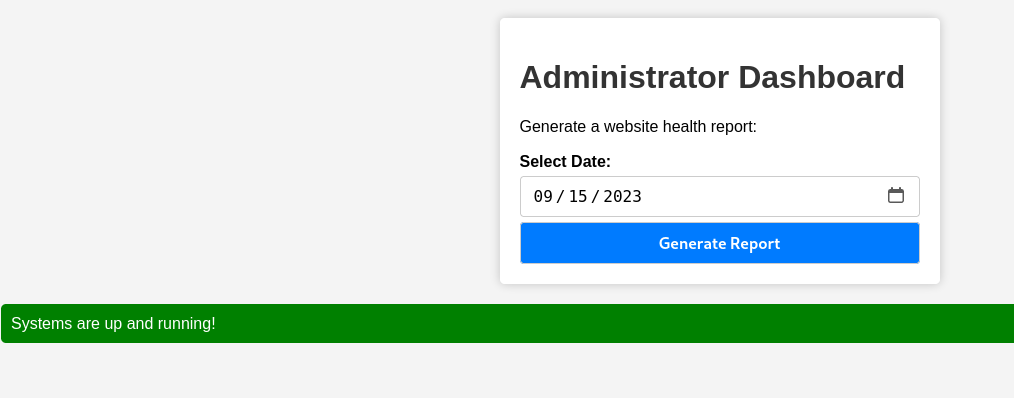 Administrator Dashboard
Generate a website health report:
Select Date:
09/15/2023
Generate Report
Systems are up and running!